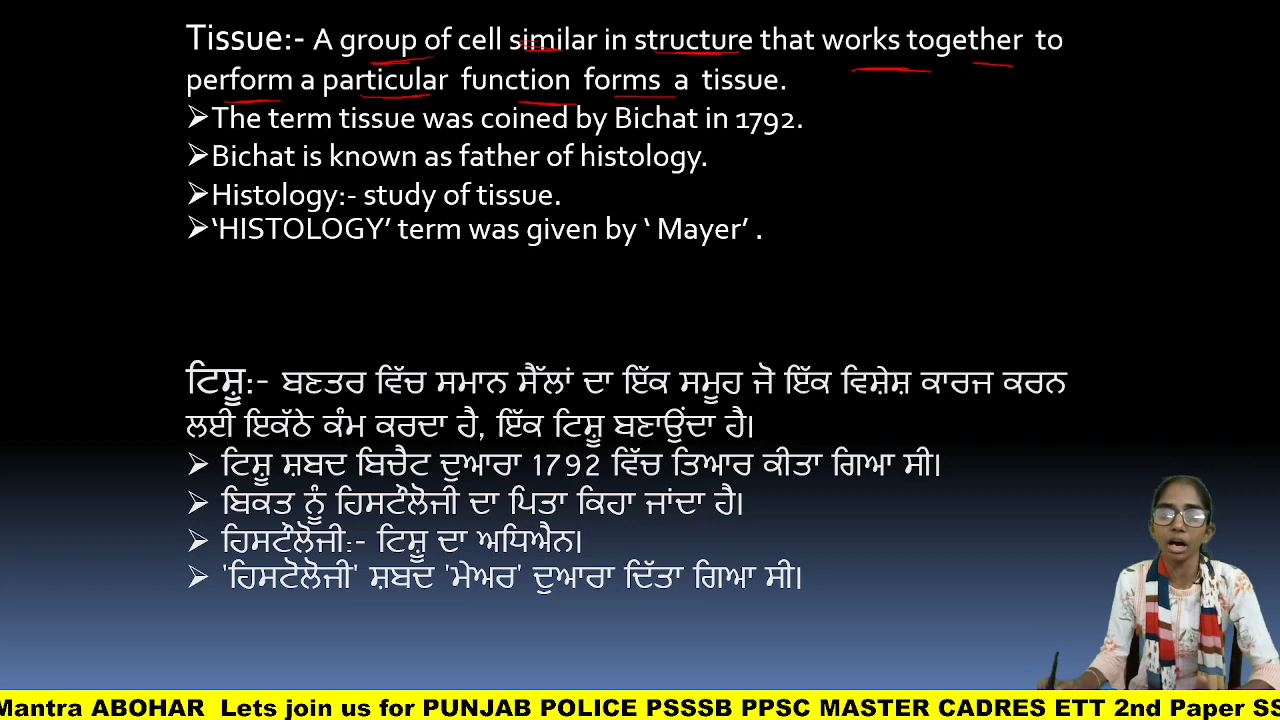 Tissue:- A group of cell similar in structure that works together to
perform a particular function forms a tissue.
➢The term tissue was coined by Bichat in 1792.
➢Bichat is known as father of histology.
➢Histology:- study of tissue.
➢‘HISTOLOGY’ term was given by ‘ Mayer’ .
ਟਿਸ਼ੂ:- ਬਣਤਰ ਵਿੱਚ ਸਮਾਨ ਸੈੱਲਾਂ ਦਾ ਇੱਕ ਸਮੂਹ ਜੋ ਇੱਕ ਵਿਸ਼ੇਸ਼ ਕਾਰਜ ਕਰਨ
ਲਈ ਇਕੱਠੇ ਕੰਮ ਕਰਦਾ ਹੈ, ਇੱਕ ਟਿਸ਼ੂ ਬਣਾਉਂਦਾ ਹੈ।
➢ ਟਿਸ਼ੂ ਸ਼ਬਦ ਬਿਚੈਟ ਦੁਆਰਾ 1792 ਵਿੱਚ ਤਿਆਰ ਕੀਤਾ ਗਿਆ ਸੀ।
➢ ਬਿਕਤ ਨੂੰ ਹਿਸਟੌਲੋਜੀ ਦਾ ਪਿਤਾ ਕਿਹਾ ਜਾਂਦਾ ਹੈ।
➢ ਹਿਸਟੌਲੋਜੀ:- ਟਿਸ਼ੂ ਦਾ ਅਧਿਐਨ।
➢ 'ਹਿਸਟੋਲੋਜੀ' ਸ਼ਬਦ 'ਮੇਅਰ' ਦੁਆਰਾ ਦਿੱਤਾ ਗਿਆ ਸੀ।
Mantra ABOHAR Lets join us for PUNJAB POLICE PSSSB PPSC MASTER CADRES ETT 2nd Paper SS